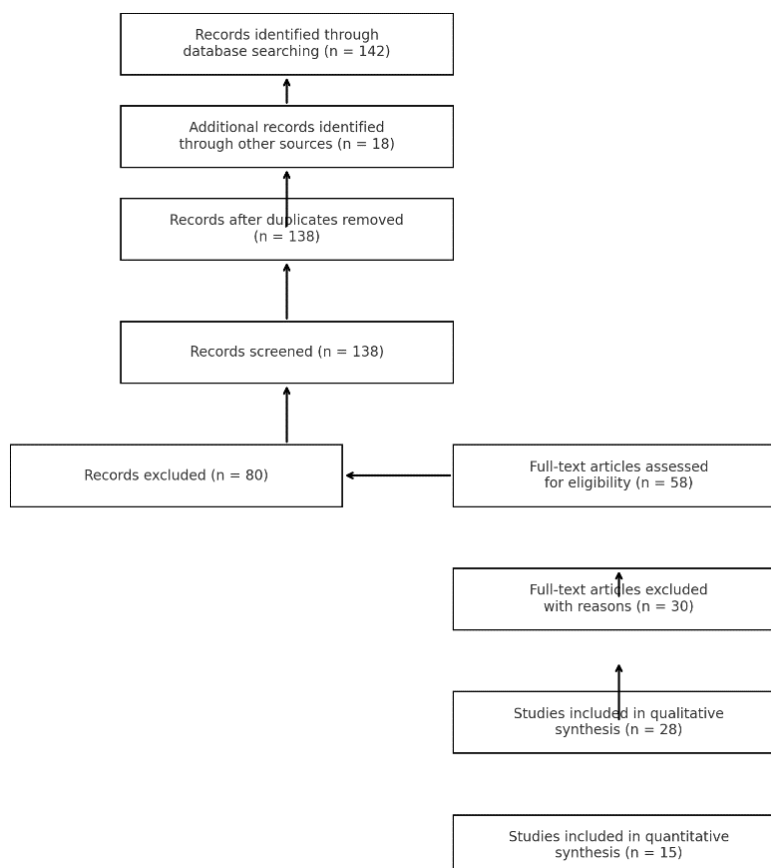 Records identified through
database searching (n = 142)
Additional records identified
through other sources (n = 18)
Records after duplicates removed
(n = 138)
Records screened (n = 138)
Records excluded (n = 80)
Full-text articles assessed
for eligibility (n = 58)
Full-text articles excluded
with reasons (n = 30)
Studies included in qualitative
synthesis (n = 28)
Studies included in quantitative
synthesis (n = 15)